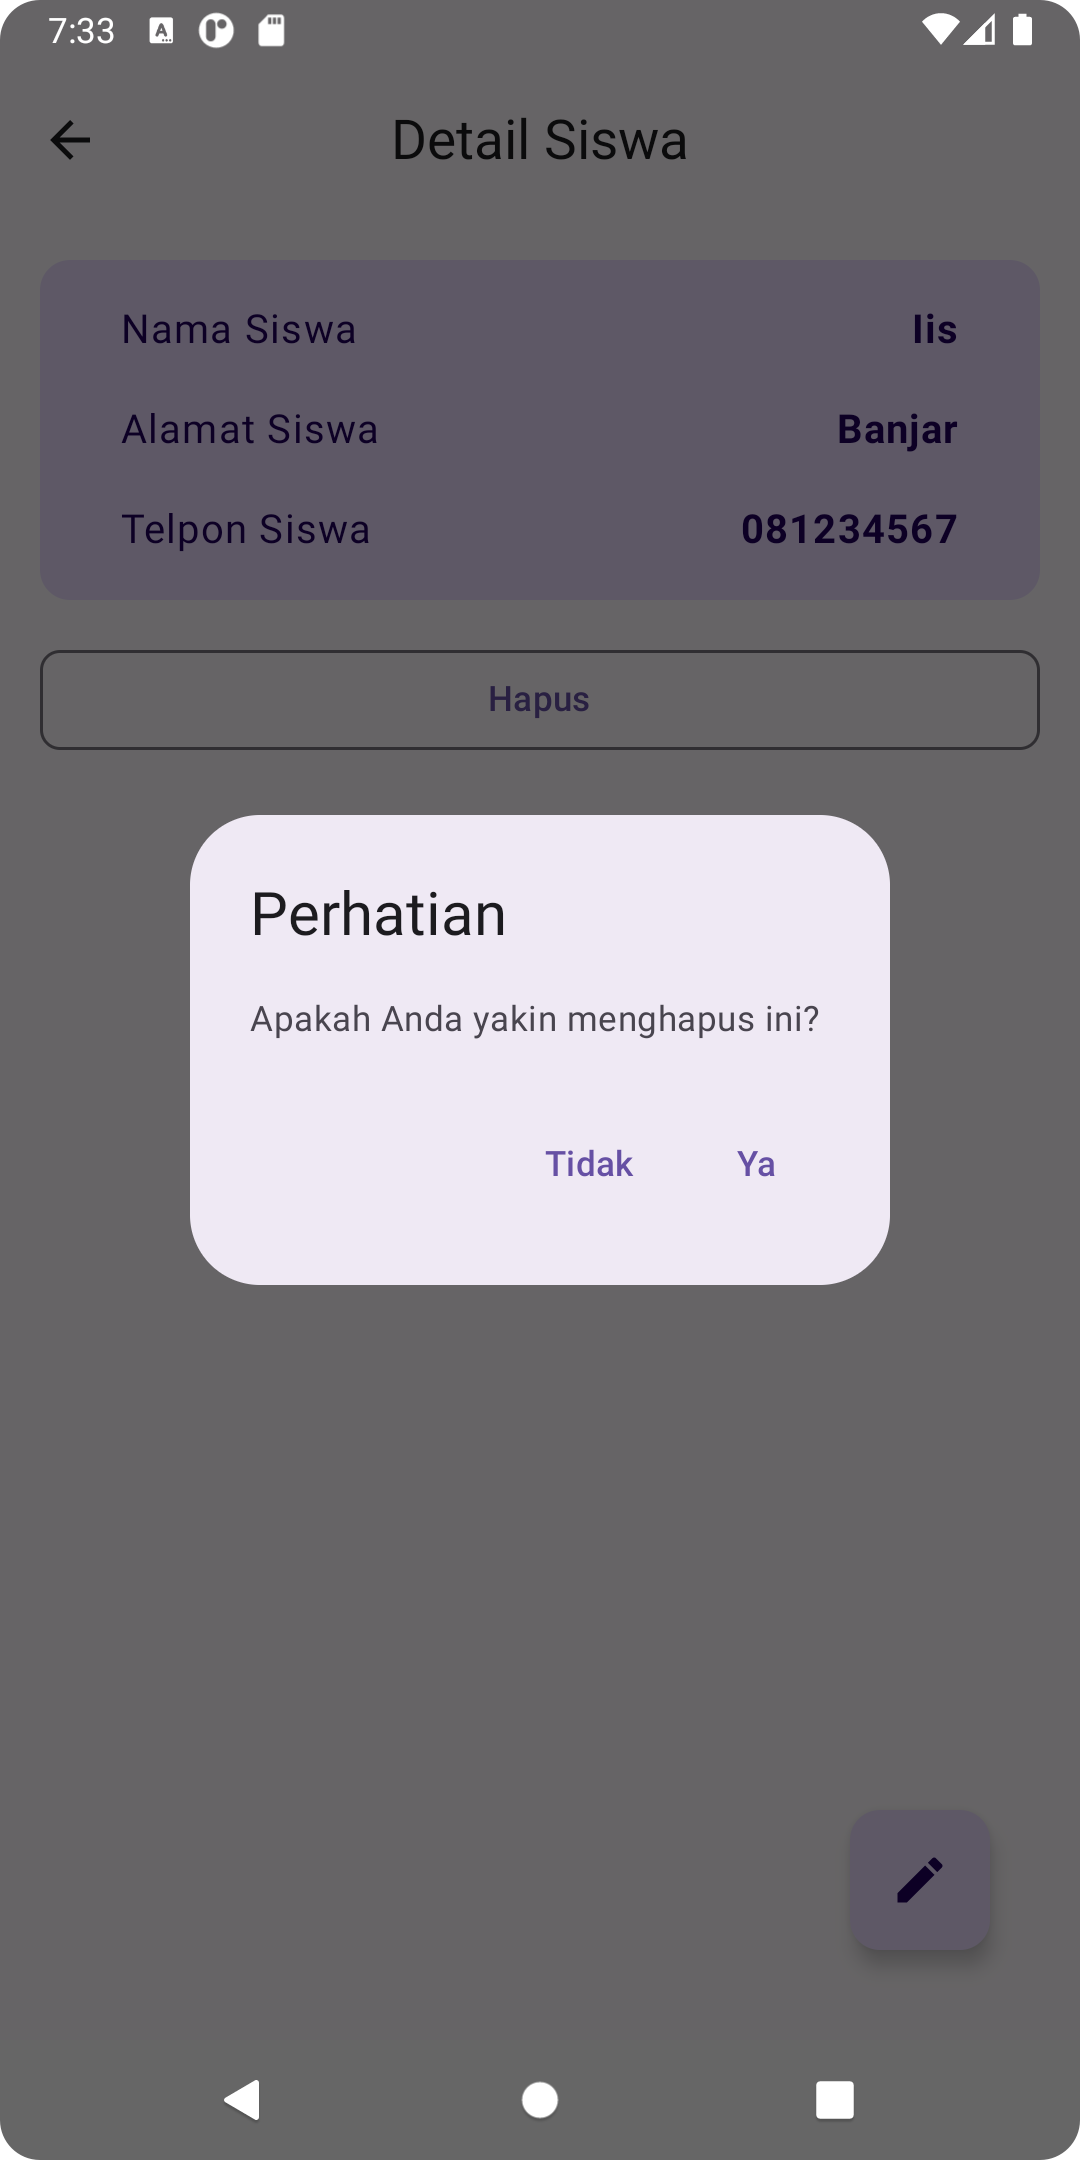 7:33
Detail Siswa
Nama Siswa Iis
Alamat Siswa Banjar
Telpon Siswa 081234567
Hapus
Perhatian
Apakah Anda yakin menghapus ini?
Tidak Ya